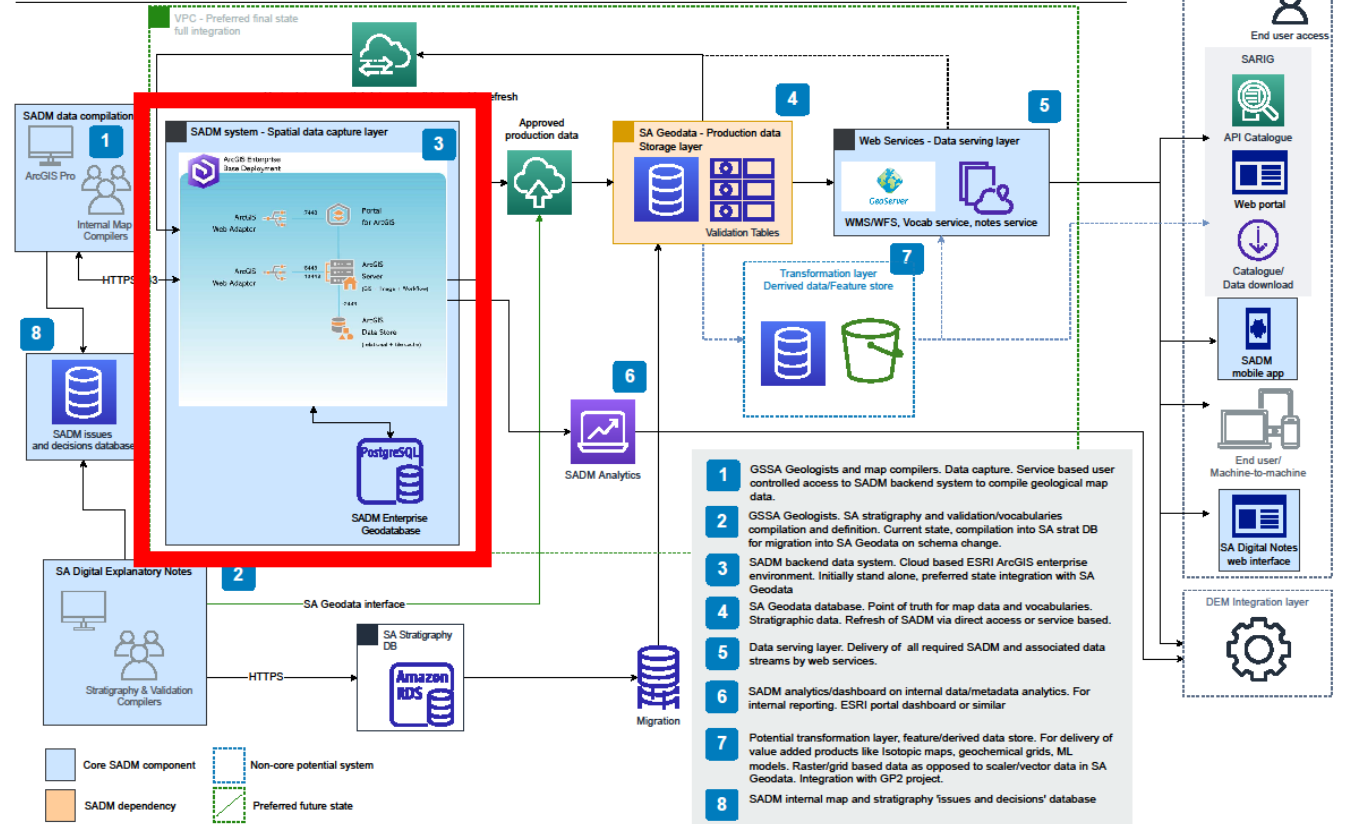 VPC - Preferred final state
full integration
End user access
SARIG
API Catalogue
Web portal
Catalogue/
Data download
SADM
mobile app
End user/
Machine-to-machine
SA Digital Notes
web interface
DEM Integration layer
SADM data compilation
1
ArcGIS Pro
Internal Map
Compilers
HTTPS
43
8
SADM issues
and decisions database
refresh
SADM system - Spatial data capture layer
3
ArcGIS Enterprise
Base Deployment
ArcGIS
Web Adaptor
7443
Portal
for ArcGIS
ArcGIS
Web Adaptor
6443
ArcGIS
Server
2443
ArcGIS
Data Store
PostgreSQL
SADM Enterprise
Geodatabase
Approved
production data
4
SA Geodata - Production data
Storage layer
Validation Tables
5
Web Services - Data serving layer
GeoServer
WMS/WFS, Vocab service, notes service
7
Transformation layer
Derrived data/Feature store
6
SADM Analytics
SA Digital Explanatory Notes
2
Stratigraphy & Validation
Compilers
SA Geodata interface
HTTPS
SA Stratigraphy
DB
Amazon
RDS
Migration
1 GSSA Geologists and map compilers. Data capture. Service based user
controlled access to SADM backend system to compile geological map
data.
2 GSSA Geologists. SA stratigraphy and validation/vocabularies
compilation and definition. Current state, compilation into SA strat DB
for migration into SA Geodata on schema change.
3 SADM backend data system. Cloud based ESRI ArcGIS enterprise
environment. Initially stand alone, preferred state integration with SA
Geodata
4 SA Geodata database. Point of truth for map data and vocabularies.
Stratigraphic data. Refresh of SADM via direct access or service based.
5 Data serving layer. Delivery of all required SADM and associated data
streams by web services.
6 SADM analytics/dashboard on internal data/metadata analytics. For
internal reporting. ESRI portal dashboard or similar
7 Potential transformation layer, feature/derived data store. For delivery of
value added products like Isotopic maps, geochemical grids, ML
models. Raster/grid based data as opposed to scaler/vector data in SA
Geodata. Integration with GP2 project.
8 SADM internal map and stratigraphy 'issues and decisions' database
Core SADM component
Non-core potential system
SADM dependency
Preferred future state